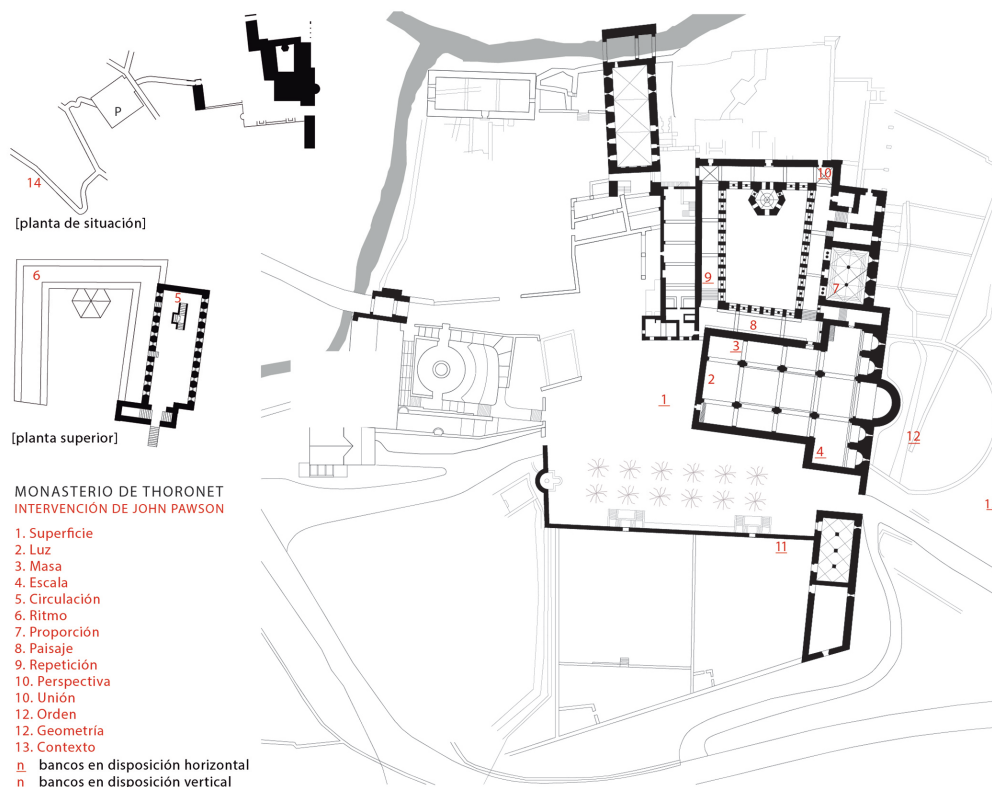 P
14
[planta de situación]
6
5
[planta superior]
MONASTERIO DE THORONET
INTERVENCIÓN DE JOHN PAWSON
1. Superficie
2. Luz
3. Masa
4. Escala
5. Circulación
6. Ritmo
7. Proporción
8. Paisaje
9. Repetición
10. Perspectiva
10. Unión
12. Orden
12. Geometría
13. Contexto
n bancos en disposición horizontal
n bancos en disposición vertical
10
9
7
8
3
2
1
12
4
11